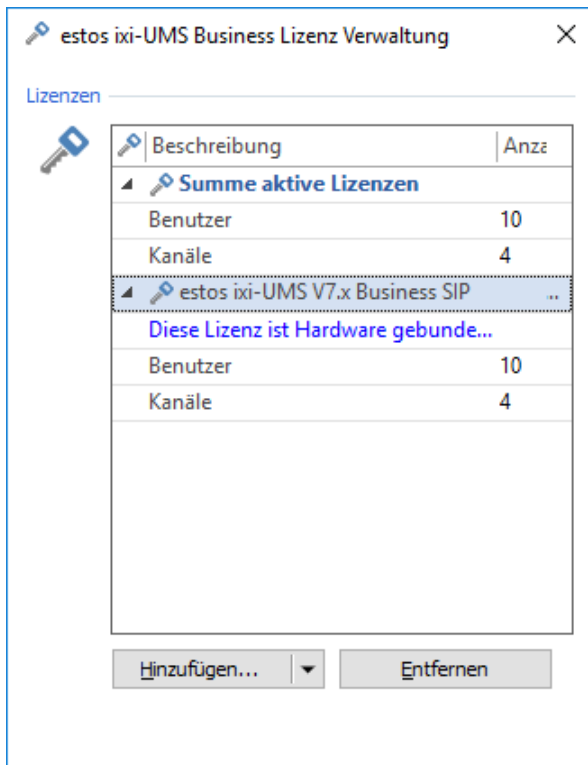 estos ixi-UMS Business Lizenz Verwaltung
Lizenzen
Beschreibung Anza
Summe aktive Lizenzen
Benutzer 10
Kanäle 4
estos ixi-UMS V7.x Business SIP ...
Diese Lizenz ist Hardware gebunde...
Benutzer 10
Kanäle 4
Hinzufügen... Entfernen